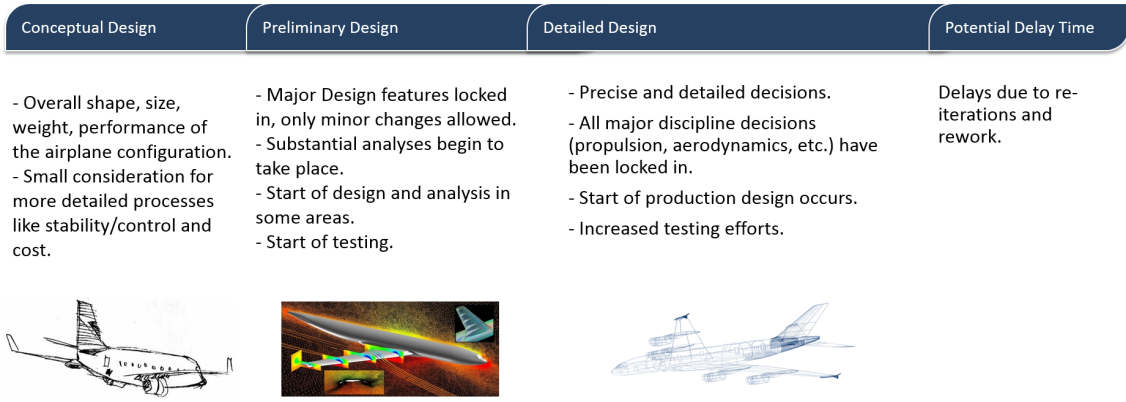 Conceptual Design
Preliminary Design
Detailed Design
Potential Delay Time
- Overall shape, size,
weight, performance of
the airplane configuration.
- Small consideration for
more detailed processes
like stability/control and
cost.
- Major Design features locked
in, only minor changes allowed.
- Substantial analyses begin to
take place.
- Start of design and analysis in
some areas.
- Start of testing.
- Precise and detailed decisions.
- All major discipline decisions
(propulsion, aerodynamics, etc.) have
been locked in.
- Start of production design occurs.
- Increased testing efforts.
Delays due to re-
iterations and
rework.